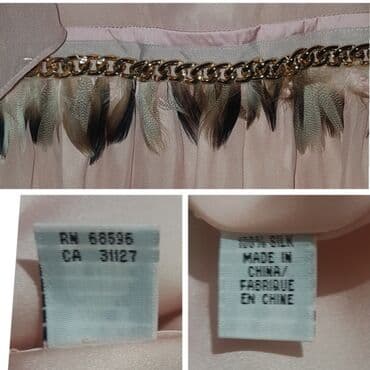 RN 68596
CA 31127
100% SILK
MADE IN
CHINA/
FABRIQUE
EN CHINE